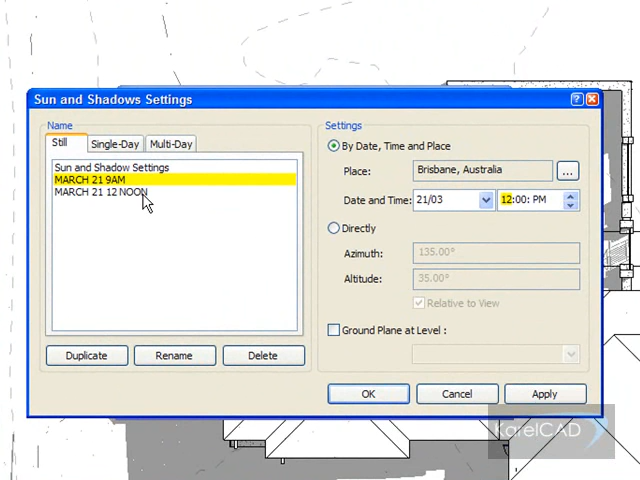 Sun and Shadows Settings
Name
Still
Single-Day
Multi-Day
Sun and Shadow Settings
MARCH 21 9AM
MARCH 21 12 NOON
Duplicate
Rename
Delete
Settings
By Date, Time and Place
Place:
Brisbane, Australia
...
Date and Time:
21/03
12:00: PM
Directly
Azimuth:
135.00°
Altitude:
35.00°
Relative to View
Ground Plane at Level :
OK
Cancel
Apply
KarelCAD